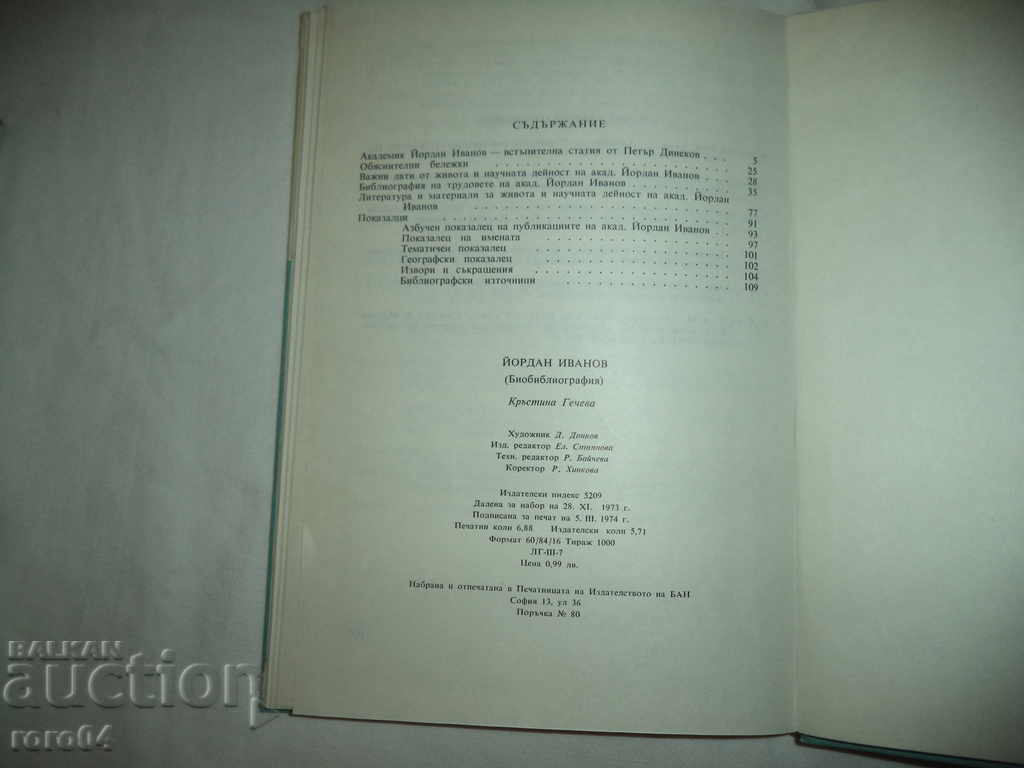 СЪДЪРЖАНИЕ
Академия Йордан Иванов — встъпителна статия от Петър Динеков . . . 5
Обяснителни бележки . . . . . . . . . . . . . . 25
Важни дати от живота и научната дейност на акад. Йордан Иванов . . . 28
Библиография на трудовете на акад. Йордан Иванов . . . . . . . . 35
Литература и материали за живота и научната дейност на акад. Йордан
Иванов . . . . . . . . . . . . . . . . 77
Показалци . . . . . . . . . . . . . . . . 91
Азбучен показалец на публикациите на акад. Йордан Иванов . . 93
Показалец на имената . . . . . . . . . . . . . . 97
Тематичен показалец . . . . . . . . . . . . . . 101
Географски показалец . . . . . . . . . . . . . . 102
Извори и съкращения . . . . . . . . . . . . . . 104
Библиографски източници . . . . . . . . . . . . 109
ЙОРДАН ИВАНОВ
(Биобиблиография)
Кръстина Гечева
Художник Д. Донков
Изд. редактор Ел. Стоянова
Техн. редактор Р. Байчева
Коректор Р. Хинкова
Издателски индекс 5209
Дадена за набор на 28. XI. 1973 г.
Подписана за печат на 5. III. 1974 г.
Печатни коли 6,88 Издателски коли 5,71
Формат 60/84/16 Тираж 1000
ЛГ-III-7
Цена 0,99 лв.
Набрана и отпечатана в Печатницата на Издателството на БАН
София 13, ул 36
Поръчка № 80
BALKAN
auction
roro04